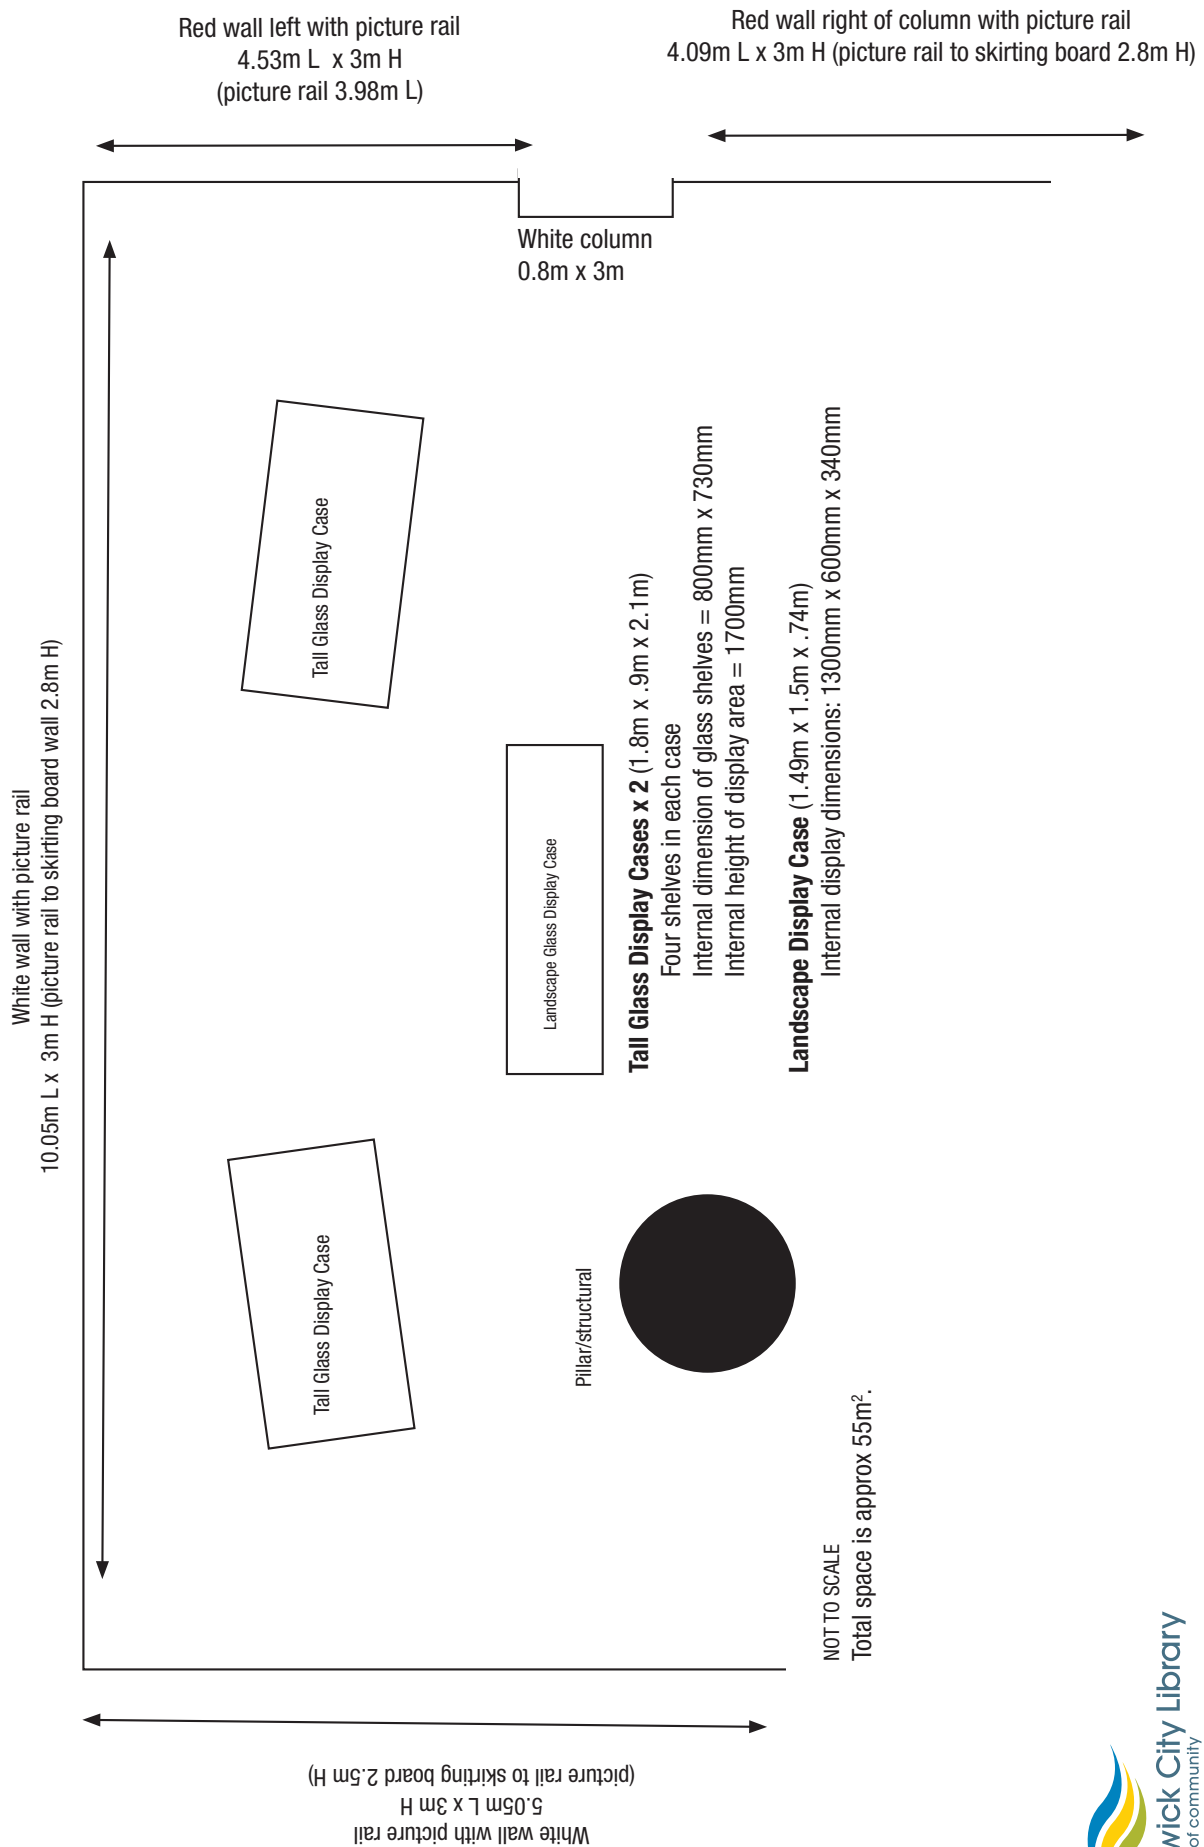 Red wall left with picture rail
4.53m L x 3m H
(picture rail 3.98m L)
Red wall right of column with picture rail
4.09m L x 3m H (picture rail to skirting board 2.8m H)
White column
0.8m x 3m
White wall with picture rail
10.05m L x 3m H (picture rail to skirting board wall 2.8m H)
Tall Glass Display Case
Landscape Glass Display Case
Tall Glass Display Case
Pillar/structural
Tall Glass Display Cases x 2 (1.8m x .9m x 2.1m)
Four shelves in each case
Internal dimension of glass shelves = 800mm x 730mm
Internal height of display area = 1700mm
Landscape Display Case (1.49m x 1.5m x .74m)
Internal display dimensions: 1300mm x 600mm x 340mm
NOT TO SCALE
Total space is approx 55m².
White wall with picture rail
5.05m L x 3m H
(picture rail to skirting board 2.5m H)
wick City Library
of community